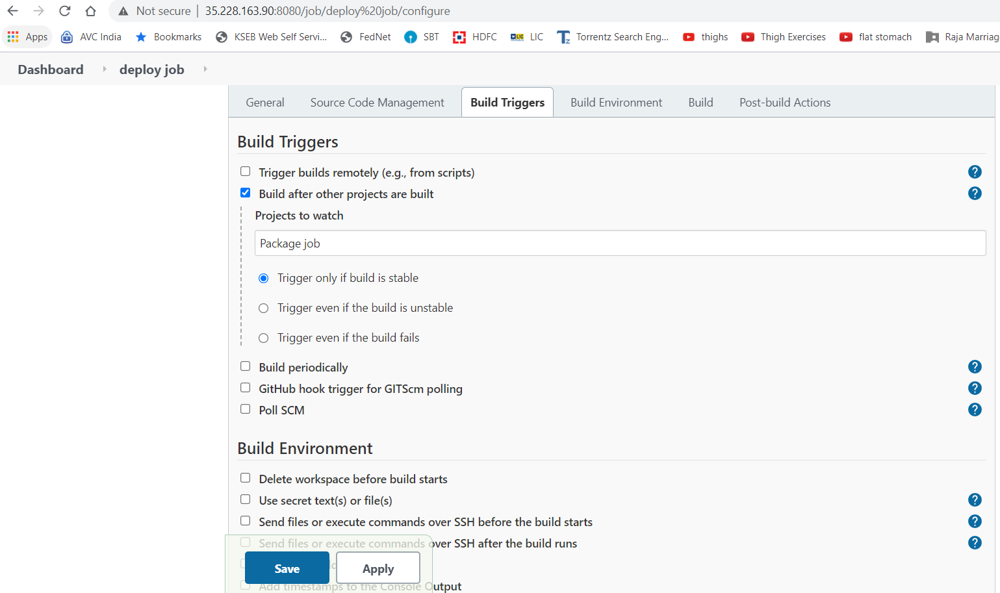 Not secure | 35.228.163.90:8080/job/deploy%20job/configure
Apps AVC India Bookmarks KSEB Web Self Servi... FedNet SBT HDFC LIC Torrentz Search Eng... thighs Thigh Exercises flat stomach Raja Marriag
Dashboard deploy job
General Source Code Management Build Triggers Build Environment Build Post-build Actions
Build Triggers
Trigger builds remotely (e.g., from scripts)
Build after other projects are built
Projects to watch
Package job
Trigger only if build is stable
Trigger even if the build is unstable
Trigger even if the build fails
Build periodically
GitHub hook trigger for GITScm polling
Poll SCM
Build Environment
Delete workspace before build starts
Use secret text(s) or file(s)
Send files or execute commands over SSH before the build starts
Send files or execute commands over SSH after the build runs
Save Apply
Add timestamps to the Console Output